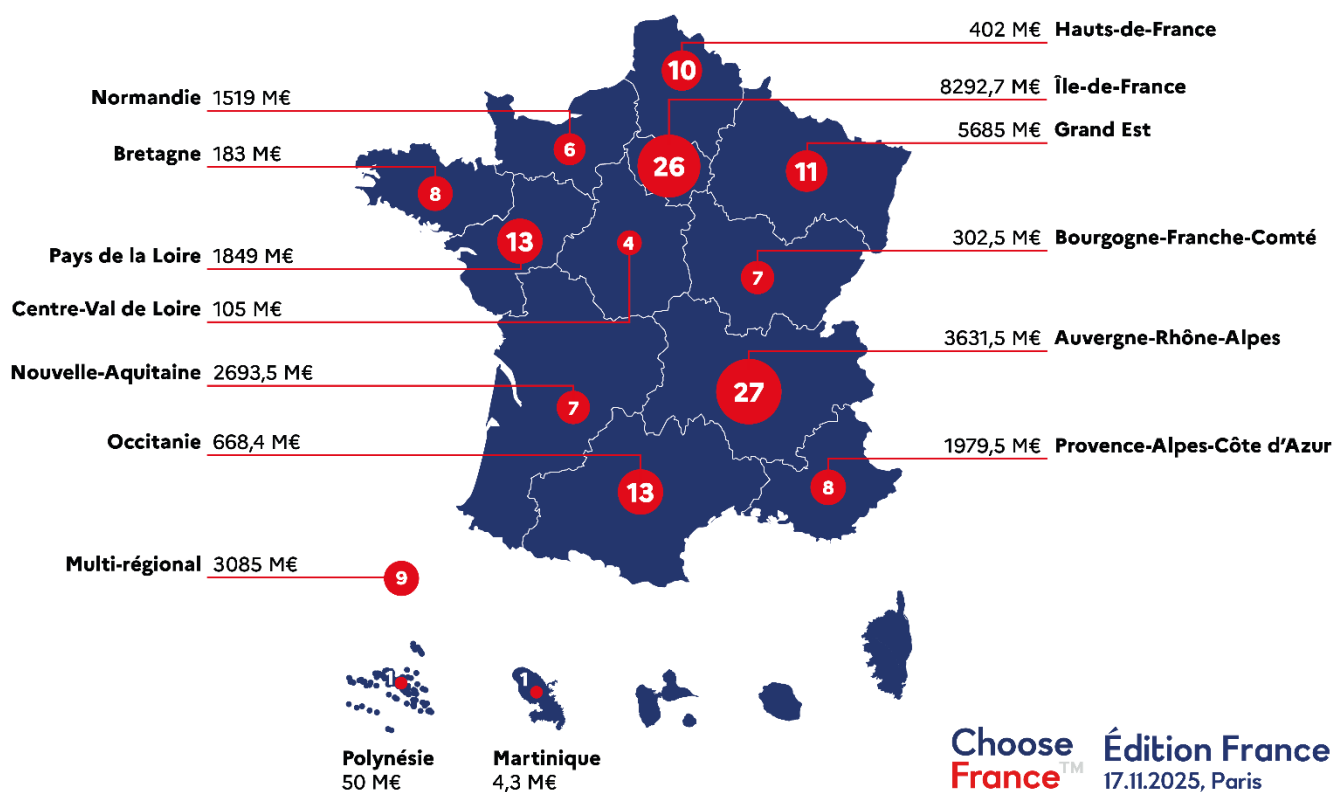 402 M€ Hauts-de-France
10
Normandie 1519 M€
8292,7 M€ Île-de-France
5685 M€ Grand Est
Bretagne 183 M€
6
26
11
8
Pays de la Loire 1849 M€
13
4
302,5 M€ Bourgogne-Franche-Comté
7
Centre-Val de Loire 105 M€
3631,5 M€ Auvergne-Rhône-Alpes
Nouvelle-Aquitaine 2693,5 M€
27
7
Occitanie 668,4 M€
1979,5 M€ Provence-Alpes-Côte d’Azur
13
8
Multi-régional 3085 M€
9
1
1
Polynésie
50 M€
Martinique
4,3 M€
Choose
France™
Édition France
17.11.2025, Paris